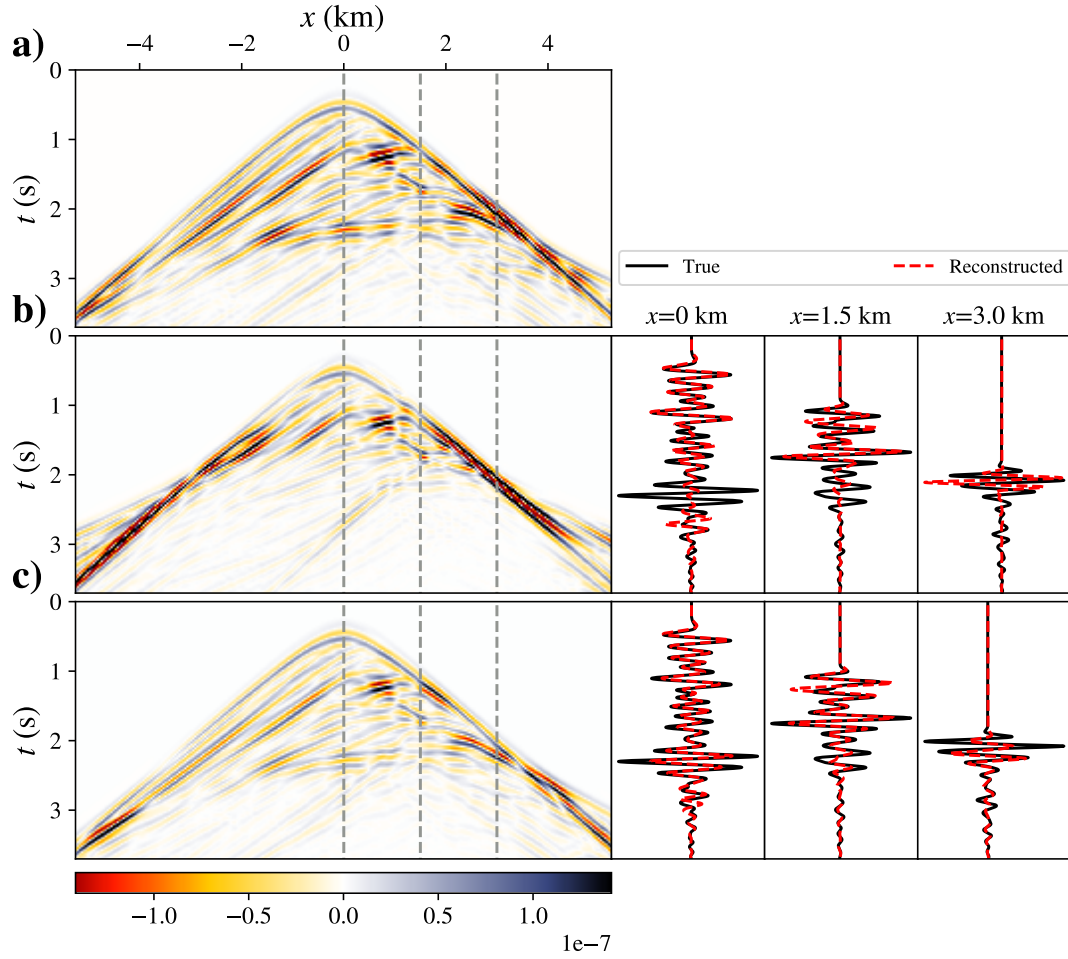 x (km)
a)
−4 −2 0 2 4
0
1
2
3
t (s)
True Reconstructed
b)
x=0 km x=1.5 km x=3.0 km
0
1
2
3
t (s)
c)
0
1
2
3
t (s)
−1.0 −0.5 0.0 0.5 1.0
1e−7